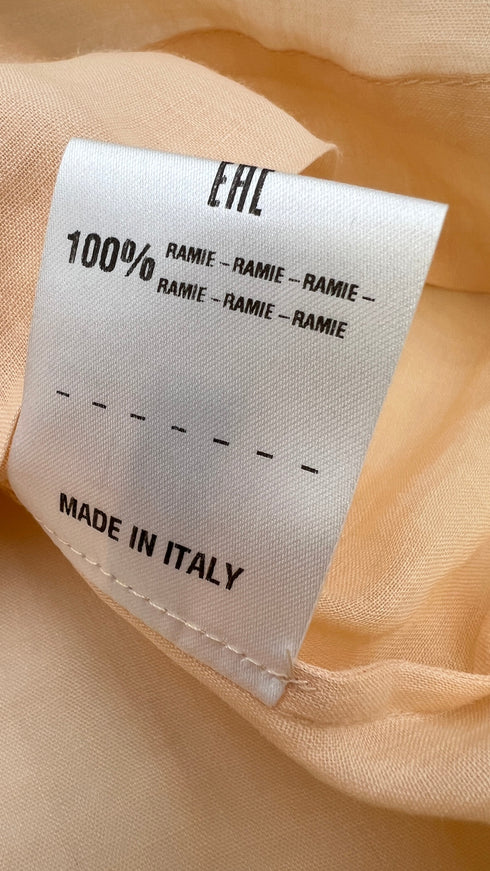 EAC
100% RAMIE – RAMIE – RAMIE –
RAMIE – RAMIE – RAMIE
- - - - - - -
MADE IN ITALY